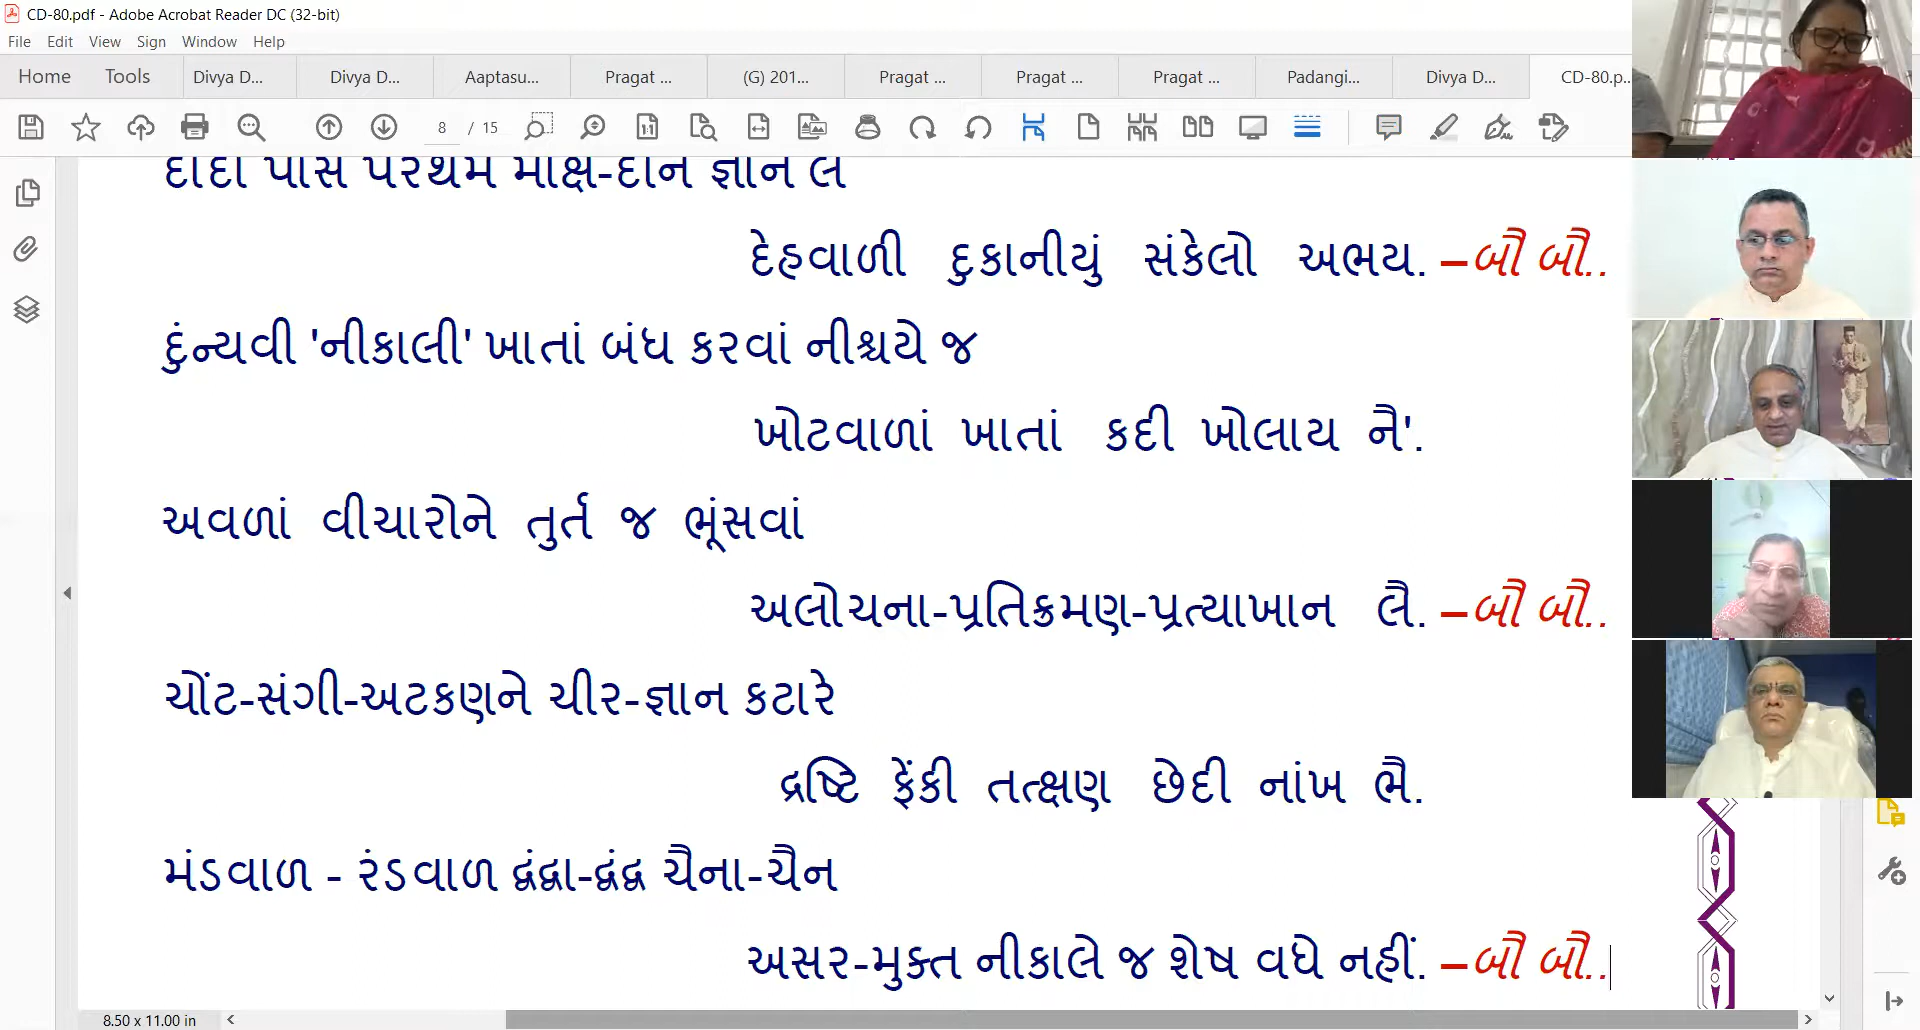 CD-80.pdf - Adobe Acrobat Reader DC (32-bit)
File Edit View Sign Window Help
Home Tools Divya D... Divya D... Aaptasu... Pragat ... (G) 201... Pragat ... Pragat ... Pragat ... Padangi... Divya D... CD-80.p...
8 / 15
દાદા પાસે પરથમ મોક્ષ-દાન જ્ઞાન લે
દેહવાળી દુકાનીયું સંકેલો અભય. –બૌ બૌ..
દુંન્યવી 'નીકાલી' ખાતાં બંધ કરવાં નીશ્ચયે જ
ખોટવાળાં ખાતાં કદી ખોલાય નૈ'.
અવળાં વીચારોને તુર્ત જ ભૂંસવાં
અલોચના-પ્રતિક્રમણ-પ્રત્યાખાન લૈ. –બૌ બૌ..
ચોંટ-સંગી-અટકણને ચીર-જ્ઞાન કટારે
દ્રષ્ટિ ફેંકી તત્ક્ષણ છેદી નાંખ ભૈ.
મંડવાળ - રંડવાળ દ્વંદ્વા-દ્વંદ્વ ચૈના-ચૈન
અસર-મુક્ત નીકાલે જ શેષ વધે નહીં. –બૌ બૌ..
8.50 x 11.00 in